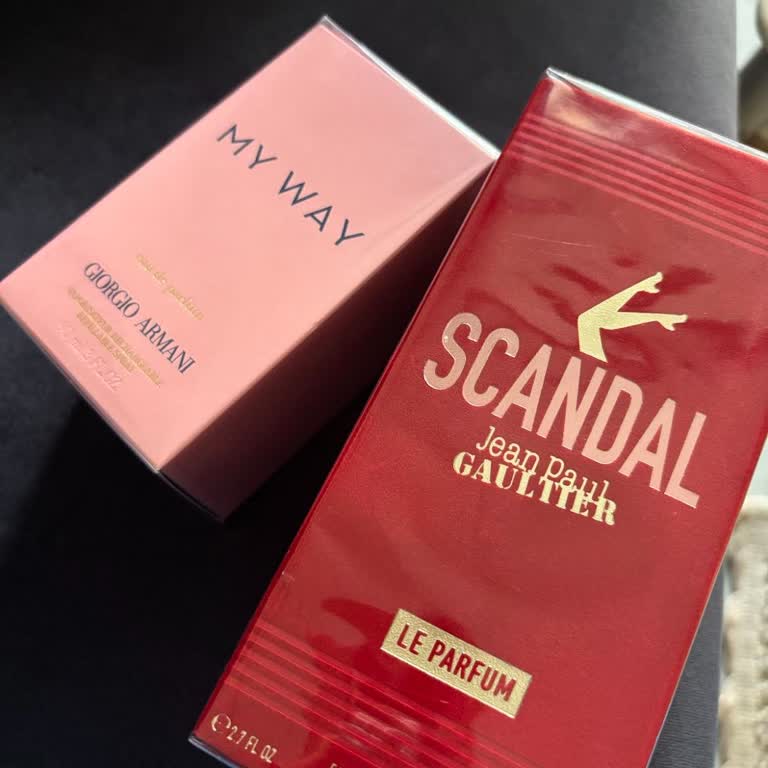 MY WAY
eau de parfum
GIORGIO ARMANI
SCANDAL
Jean Paul
GAULTIER
LE PARFUM
℮ 2.7 FL OZ